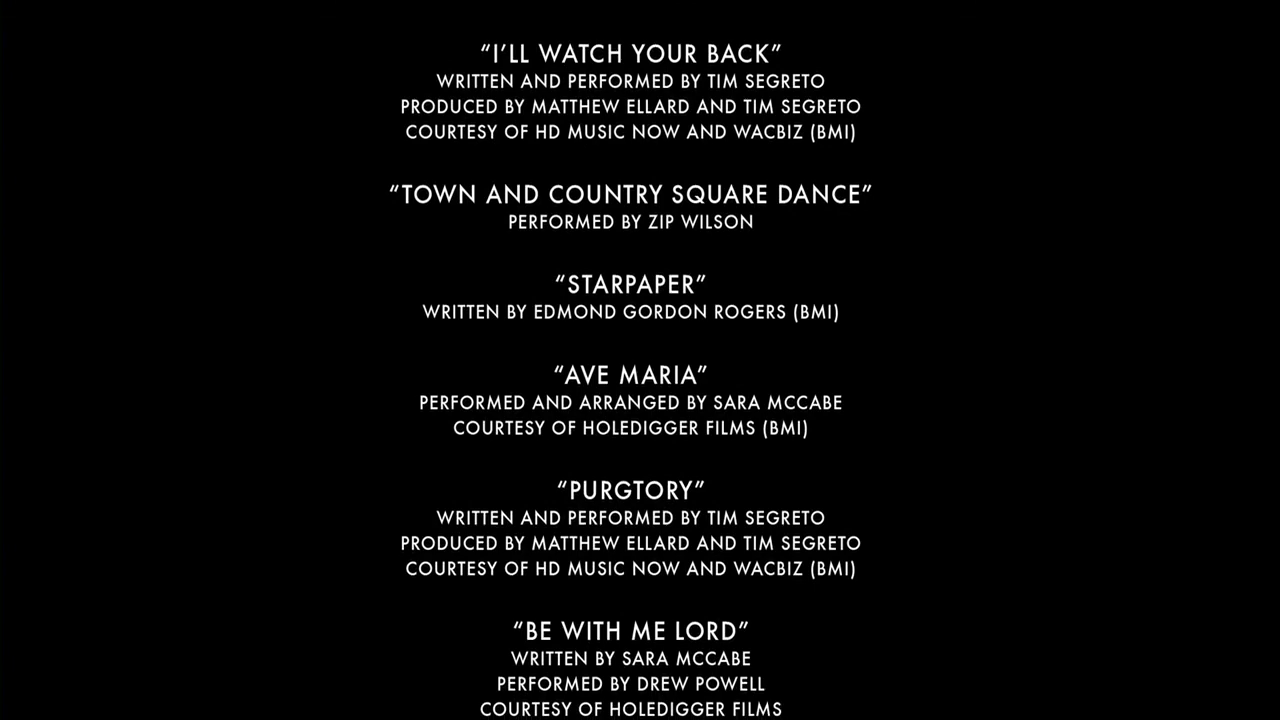 “I’LL WATCH YOUR BACK”
WRITTEN AND PERFORMED BY TIM SEGRETO
PRODUCED BY MATTHEW ELLARD AND TIM SEGRETO
COURTESY OF HD MUSIC NOW AND WACBIZ (BMI)
“TOWN AND COUNTRY SQUARE DANCE”
PERFORMED BY ZIP WILSON
“STARPAPER”
WRITTEN BY EDMOND GORDON ROGERS (BMI)
“AVE MARIA”
PERFORMED AND ARRANGED BY SARA MCCABE
COURTESY OF HOLEDIGGER FILMS (BMI)
“PURGTORY”
WRITTEN AND PERFORMED BY TIM SEGRETO
PRODUCED BY MATTHEW ELLARD AND TIM SEGRETO
COURTESY OF HD MUSIC NOW AND WACBIZ (BMI)
“BE WITH ME LORD”
WRITTEN BY SARA MCCABE
PERFORMED BY DREW POWELL
COURTESY OF HOLEDIGGER FILMS